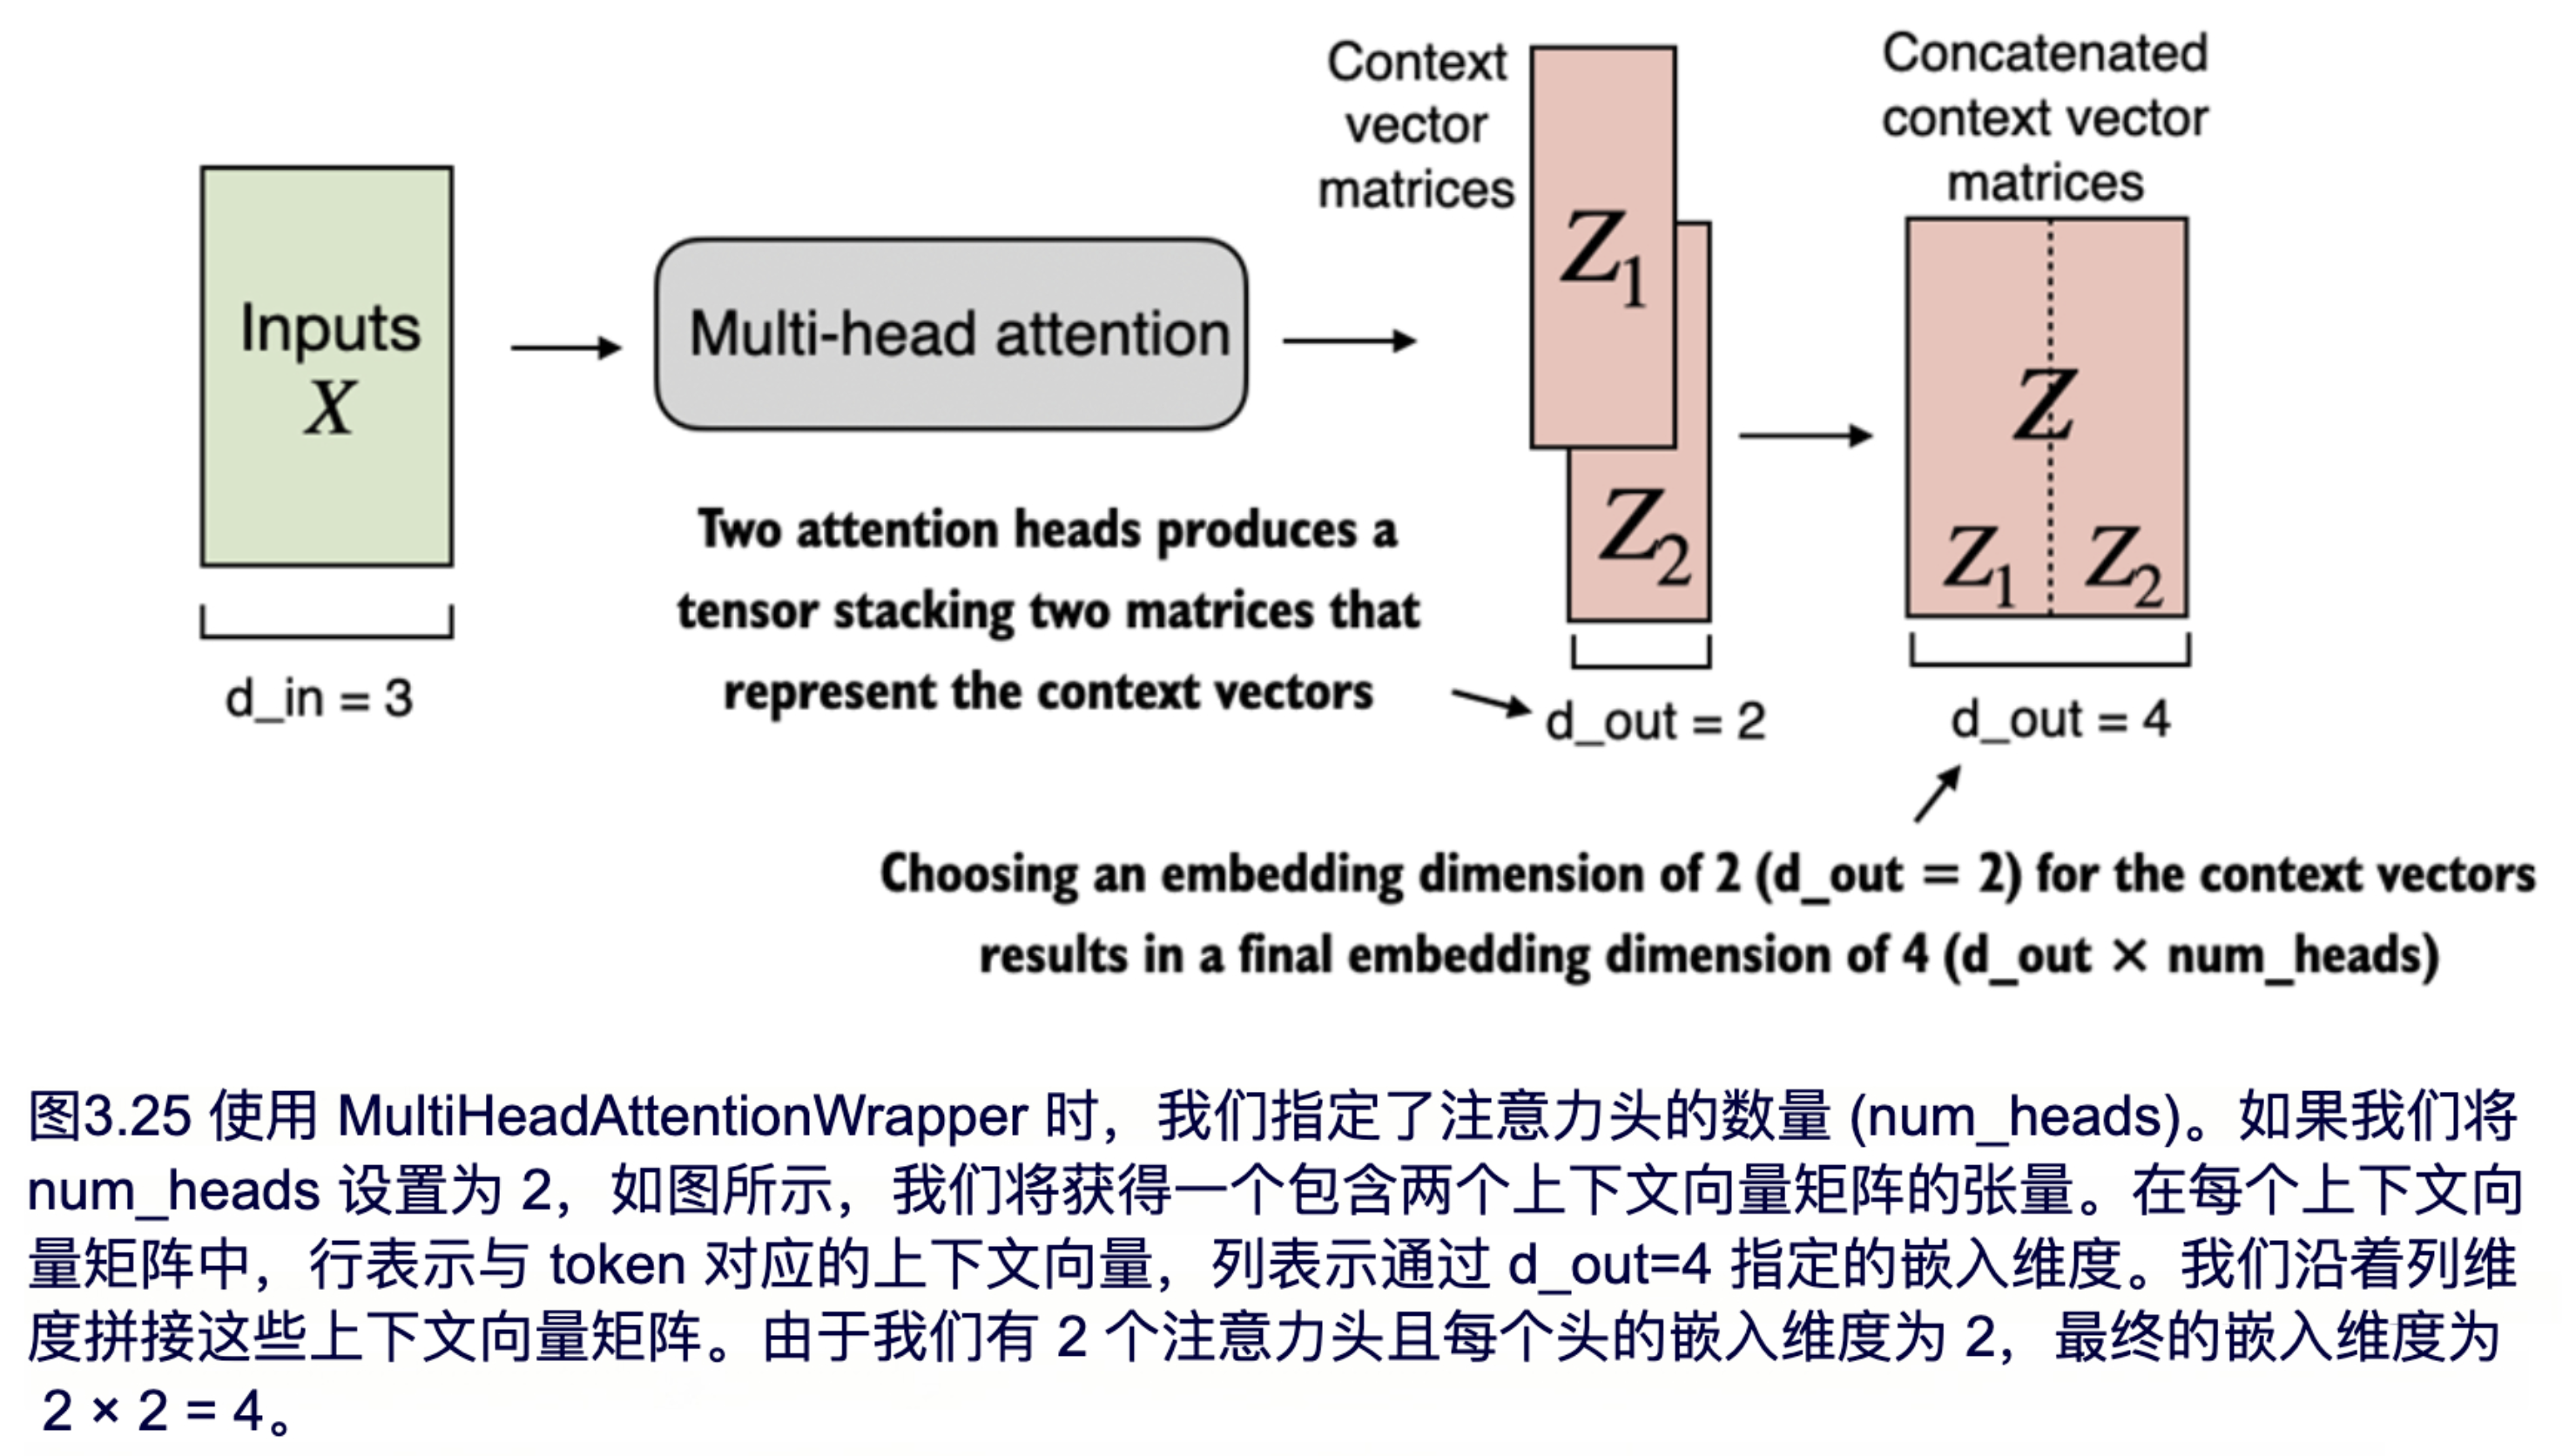 Inputs
X
d_in = 3
Multi-head attention
Two attention heads produces a
tensor stacking two matrices that
represent the context vectors
Context
vector
matrices
Z1
Z2
d_out = 2
Concatenated
context vector
matrices
Z
Z1 Z2
d_out = 4
Choosing an embedding dimension of 2 (d_out = 2) for the context vectors
results in a final embedding dimension of 4 (d_out × num_heads)
图3.25 使用 MultiHeadAttentionWrapper 时，我们指定了注意力头的数量 (num_heads)。如果我们将
num_heads 设置为 2，如图所示，我们将获得一个包含两个上下文向量矩阵的张量。在每个上下文向
量矩阵中，行表示与 token 对应的上下文向量，列表示通过 d_out=4 指定的嵌入维度。我们沿着列维
度拼接这些上下文向量矩阵。由于我们有 2 个注意力头且每个头的嵌入维度为 2，最终的嵌入维度为
2 × 2 = 4。